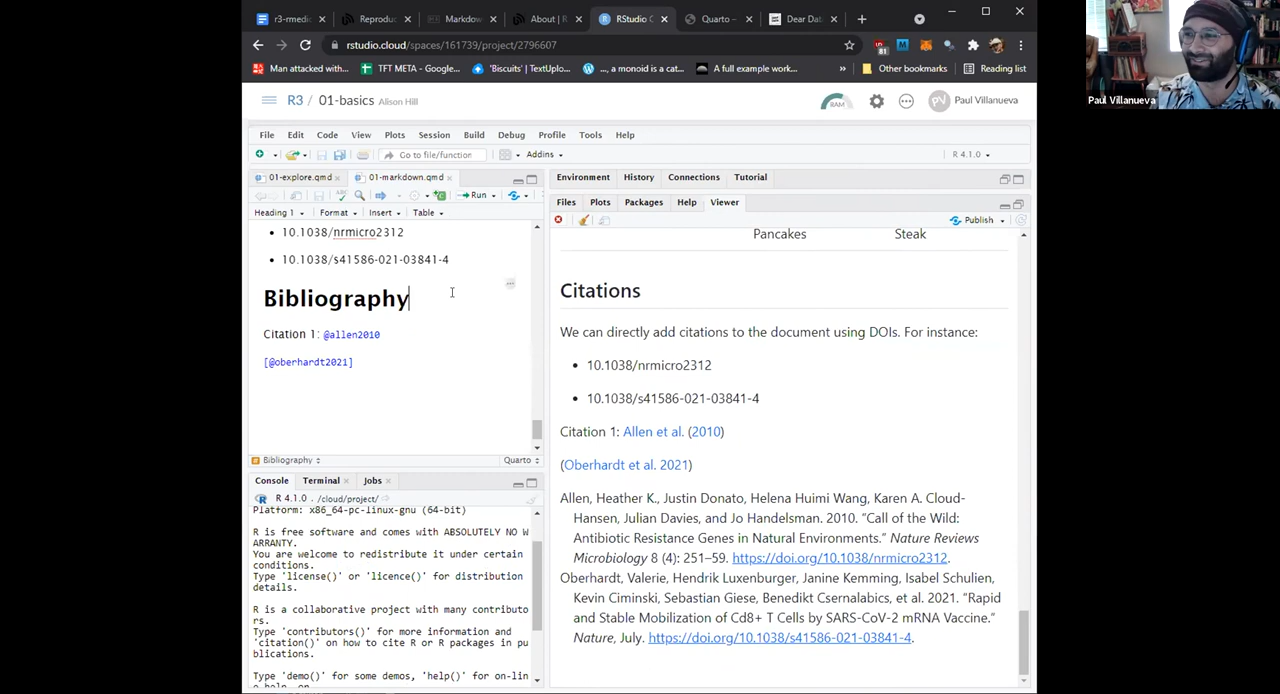 r3-medic
Reproduc
Markdow
About | R
RStudio C
Quarto –
Dear Dat
rstudio.cloud/spaces/161739/project/2796607
81
Man attacked with...
TFT META - Google...
'Biscuits' | TextUplo...
..., a monoid is a cat...
A full example work...
»
Other bookmarks
Reading list
Paul Villanueva
R3 / 01-basics Alison Hill
RAM
PV Paul Villanueva
File Edit Code View Plots Session Build Debug Profile Tools Help
Go to file/function
Addins
R 4.1.0
01-explore.qmd
01-markdown.qmd
Run
Heading 1 Format Insert Table
10.1038/nrmicro2312
10.1038/s41586-021-03841-4
Bibliography
Citation 1: @allen2010
[@oberhardt2021]
Bibliography
Quarto
Console Terminal Jobs
R 4.1.0 . /cloud/project/
Platform: x86_64-pc-linux-gnu (64-bit)
R is free software and comes with ABSOLUTELY NO W
ARRANTY.
You are welcome to redistribute it under certain
conditions.
Type 'license()' or 'licence()' for distribution
details.
R is a collaborative project with many contributo
rs.
Type 'contributors()' for more information and
'citation()' on how to cite R or R packages in pu
blications.
Type 'demo()' for some demos, 'help()' for on-lin
e help, or
Environment History Connections Tutorial
Files Plots Packages Help Viewer
Publish
Pancakes Steak
Citations
We can directly add citations to the document using DOIs. For instance:
10.1038/nrmicro2312
10.1038/s41586-021-03841-4
Citation 1: Allen et al. (2010)
(Oberhardt et al. 2021)
Allen, Heather K., Justin Donato, Helena Huimi Wang, Karen A. Cloud-
Hansen, Julian Davies, and Jo Handelsman. 2010. “Call of the Wild:
Antibiotic Resistance Genes in Natural Environments.” Nature Reviews
Microbiology 8 (4): 251–59. https://doi.org/10.1038/nrmicro2312.
Oberhardt, Valerie, Hendrik Luxenburger, Janine Kemming, Isabel Schulien,
Kevin Ciminski, Sebastian Giese, Benedikt Csernalabics, et al. 2021. “Rapid
and Stable Mobilization of Cd8+ T Cells by SARS-CoV-2 mRNA Vaccine.”
Nature, July. https://doi.org/10.1038/s41586-021-03841-4.